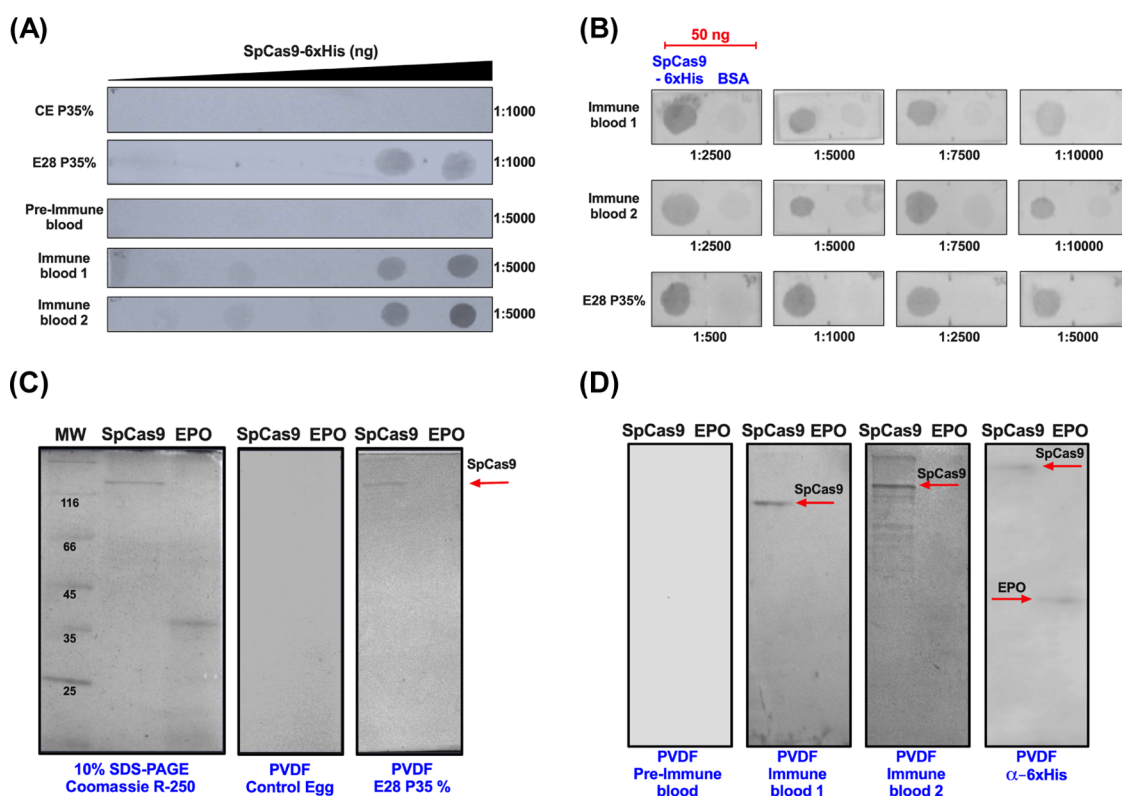 (A)
SpCas9-6xHis (ng)
CE P35%
1:1000
E28 P35%
1:1000
Pre-Immune
blood
1:5000
Immune
blood 1
1:5000
Immune
blood 2
1:5000
(B)
50 ng
SpCas9
- 6xHis
BSA
Immune
blood 1
1:2500
1:5000
1:7500
1:10000
Immune
blood 2
1:2500
1:5000
1:7500
1:10000
E28 P35%
1:500
1:1000
1:2500
1:5000
(C)
MW
SpCas9
EPO
SpCas9
EPO
SpCas9
EPO
SpCas9
116
66
45
35
25
10% SDS-PAGE
Coomassie R-250
PVDF
Control Egg
PVDF
E28 P35 %
(D)
SpCas9
EPO
SpCas9
EPO
SpCas9
EPO
SpCas9
EPO
SpCas9
SpCas9
SpCas9
EPO
PVDF
Pre-Immune
blood
PVDF
Immune
blood 1
PVDF
Immune
blood 2
PVDF
α-6xHis